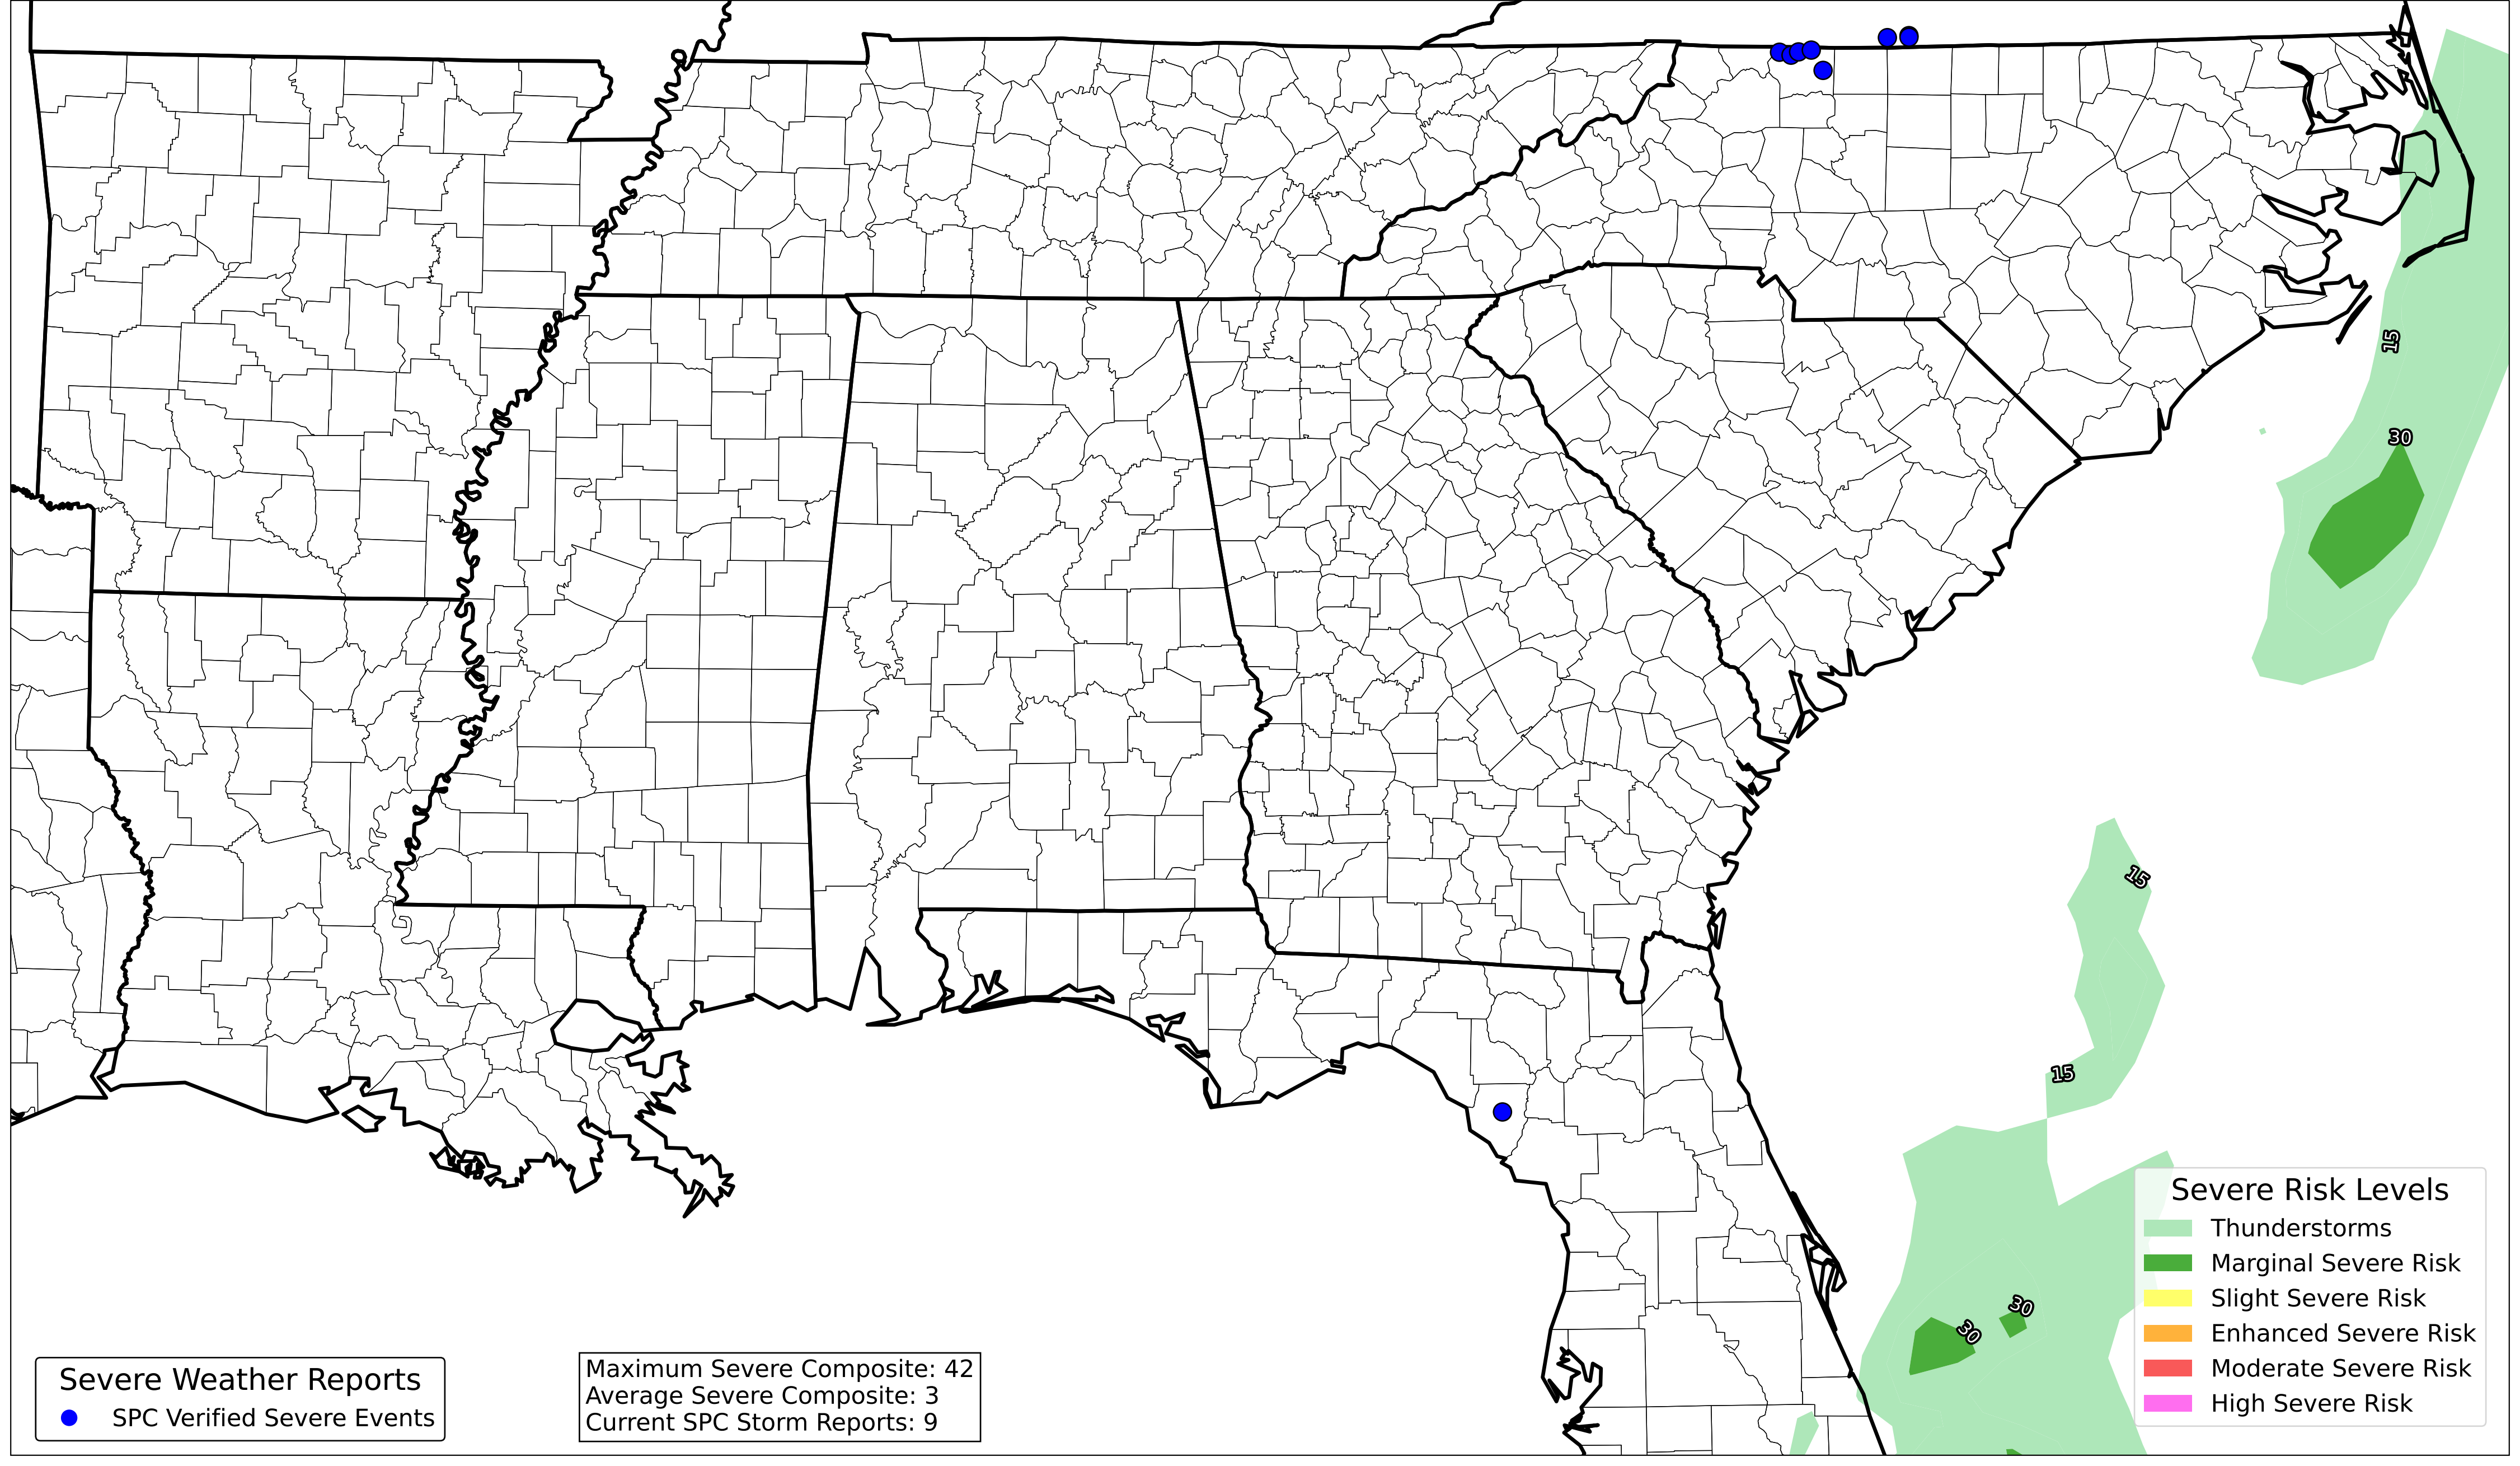 15
30
15
15
30
30
Severe Risk Levels
Thunderstorms
Marginal Severe Risk
Slight Severe Risk
Enhanced Severe Risk
Moderate Severe Risk
High Severe Risk
Severe Weather Reports
SPC Verified Severe Events
Maximum Severe Composite: 42
Average Severe Composite: 3
Current SPC Storm Reports: 9